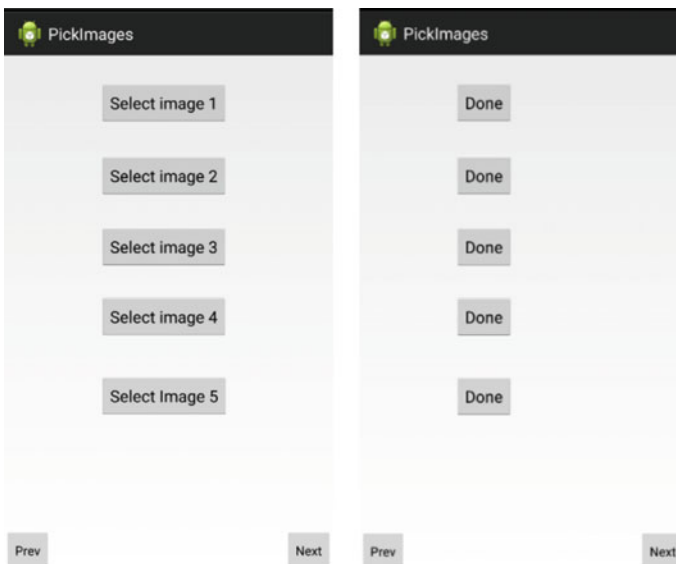 PickImages
Select image 1
Select image 2
Select image 3
Select image 4
Select Image 5
Prev
Next
PickImages
Done
Done
Done
Done
Done
Prev
Next